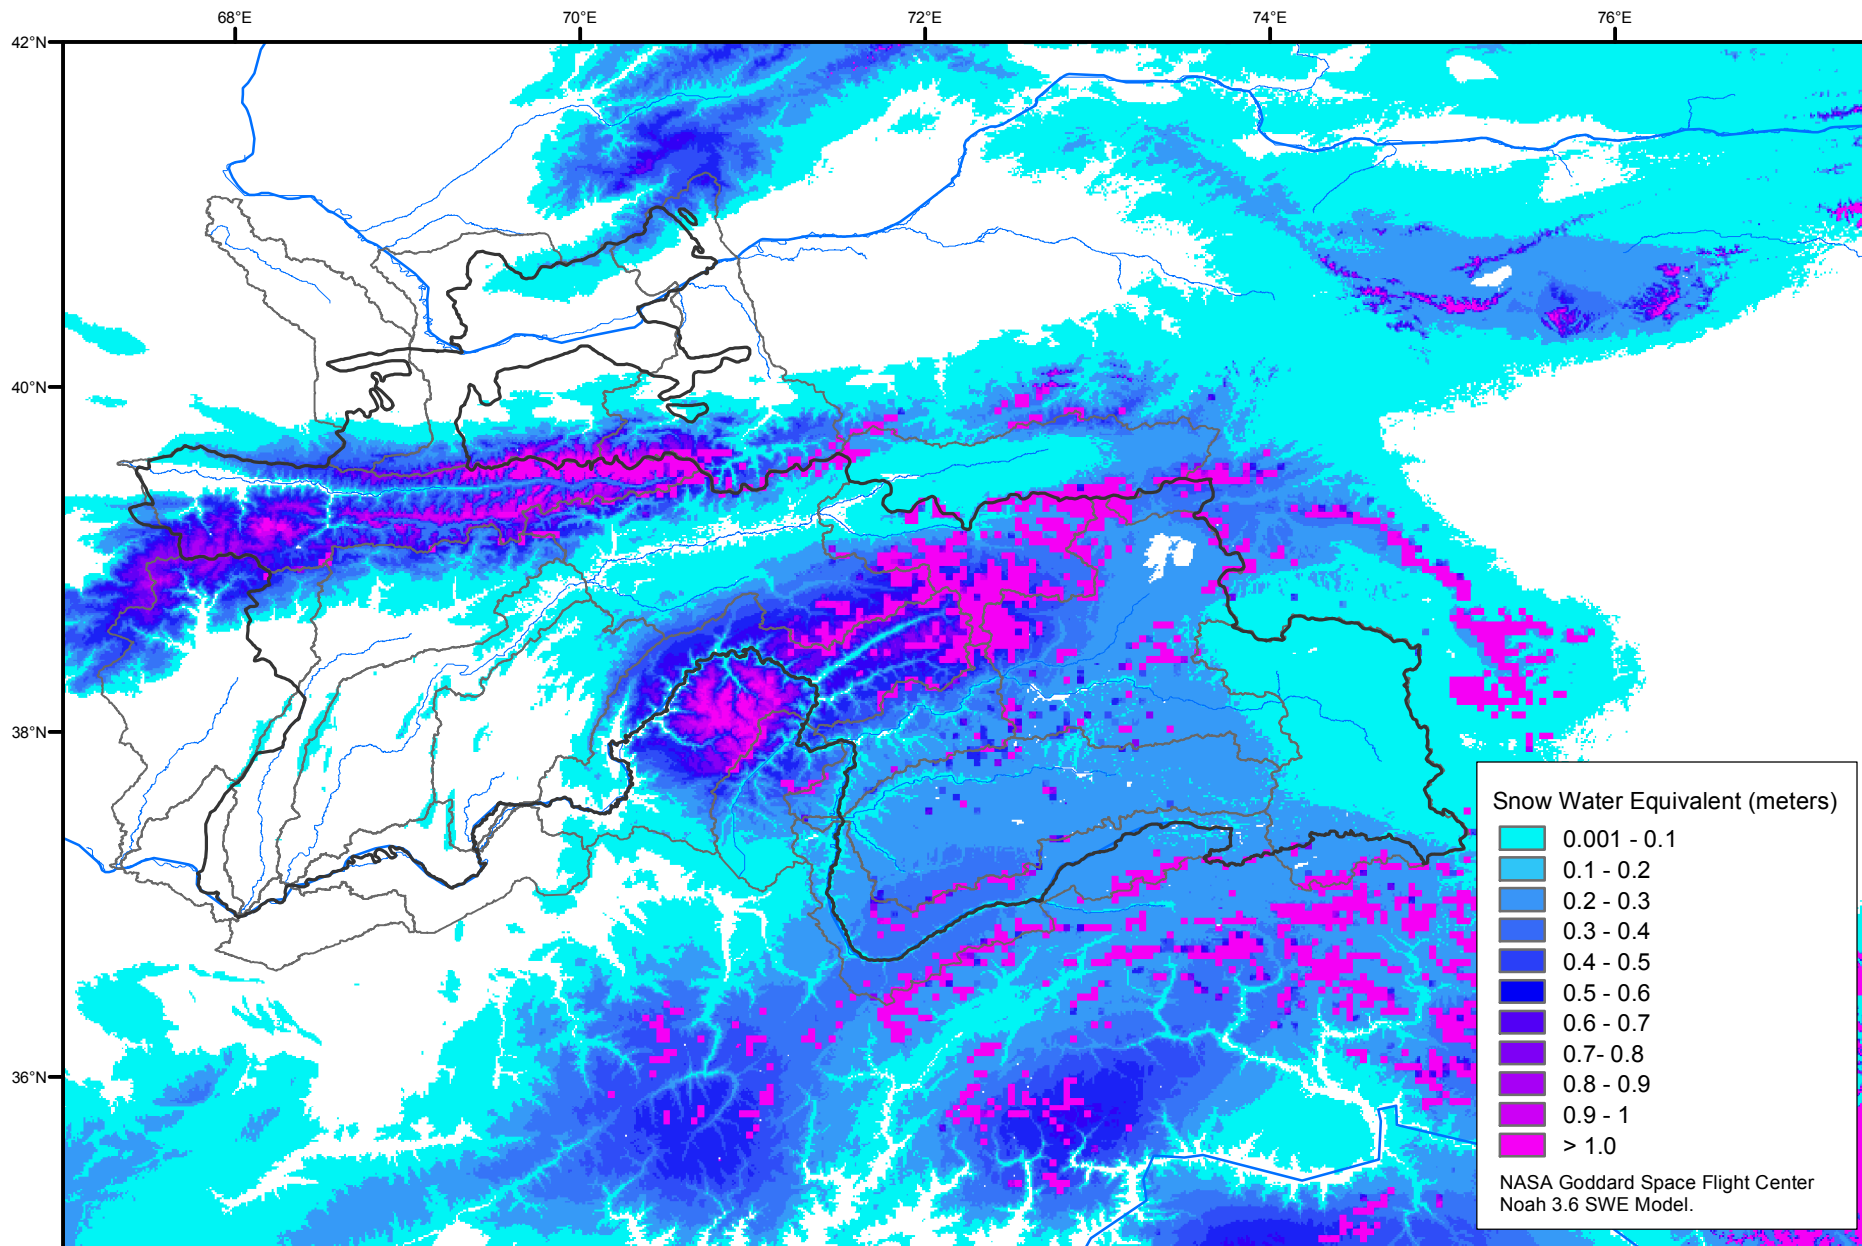 68°E 70°E 72°E 74°E 76°E
42°N
40°N
38°N
36°N
Snow Water Equivalent (meters)
0.001 - 0.1
0.1 - 0.2
0.2 - 0.3
0.3 - 0.4
0.4 - 0.5
0.5 - 0.6
0.6 - 0.7
0.7- 0.8
0.8 - 0.9
0.9 - 1
> 1.0
NASA Goddard Space Flight Center
Noah 3.6 SWE Model.